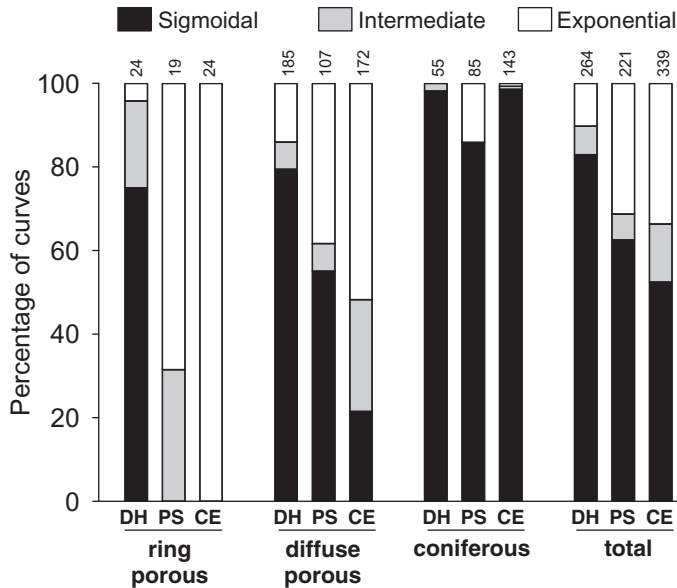 Sigmoidal Intermediate Exponential
24 19 24 185 107 172 55 85 143 264 221 339
Percentage of curves
100
80
60
40
20
0
DH PS CE DH PS CE DH PS CE DH PS CE
ring porous diffuse porous coniferous total